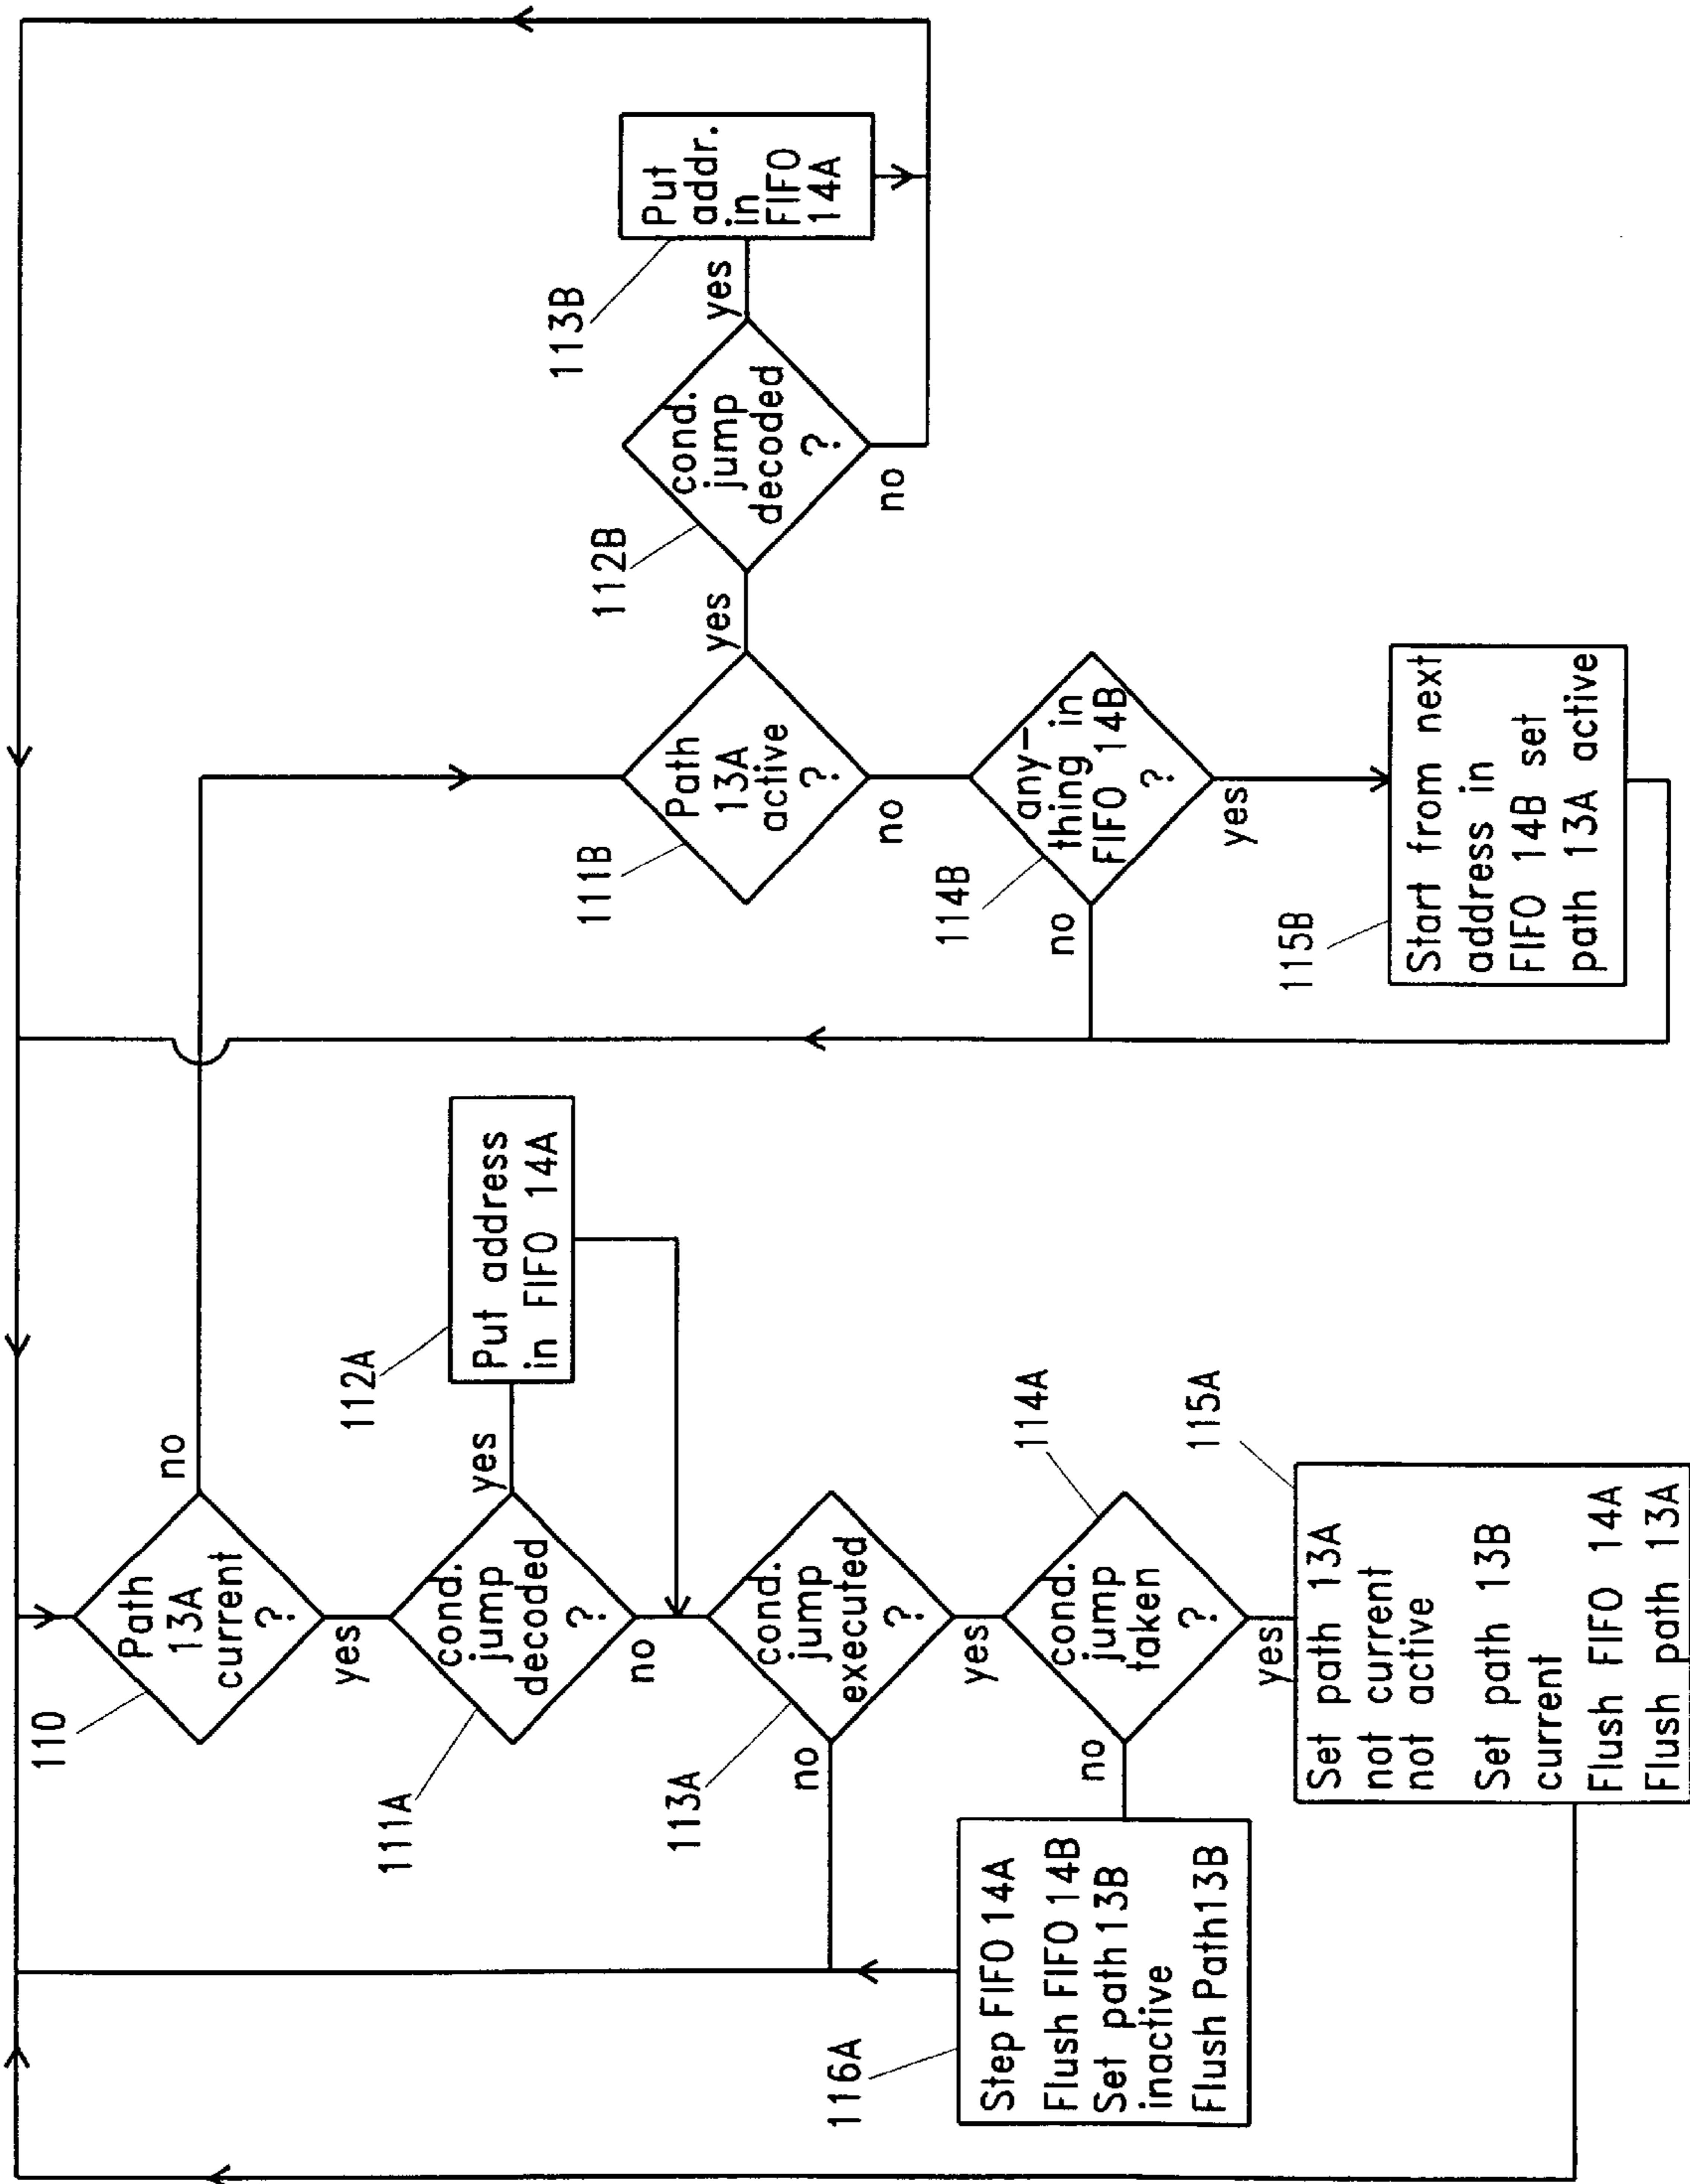 110
Path
13A
current
?
no
yes
111A
cond.
jump
decoded
?
yes
no
112A
Put address
in FIFO 14A
113A
cond.
jump
executed
?
no
yes
114A
cond.
jump
taken
?
no
yes
116A
Step FIFO 14A
Flush FIFO 14B
Set path 13B
inactive
Flush Path13B
115A
Set path 13A
not current
not active
Set path 13B
current
Flush FIFO 14A
Flush path 13A
111B
Path
13A
active
?
yes
no
112B
cond.
jump
decoded
?
yes
no
113B
Put
addr.
in
FIFO
14A
114B
any-
thing in
FIFO 14B
?
no
yes
115B
Start from next
address in
FIFO 14B set
path 13A active